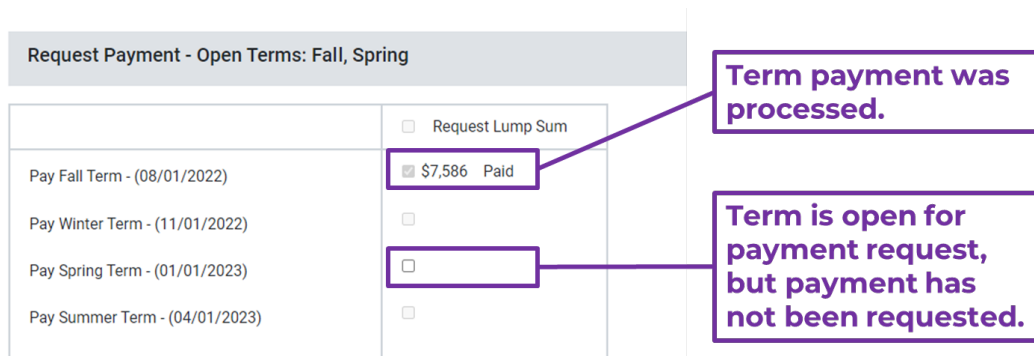 Request Payment - Open Terms: Fall, Spring
Request Lump Sum
Pay Fall Term - (08/01/2022)
$7,586 Paid
Pay Winter Term - (11/01/2022)
Pay Spring Term - (01/01/2023)
Pay Summer Term - (04/01/2023)
Term payment was
processed.
Term is open for
payment request,
but payment has
not been requested.